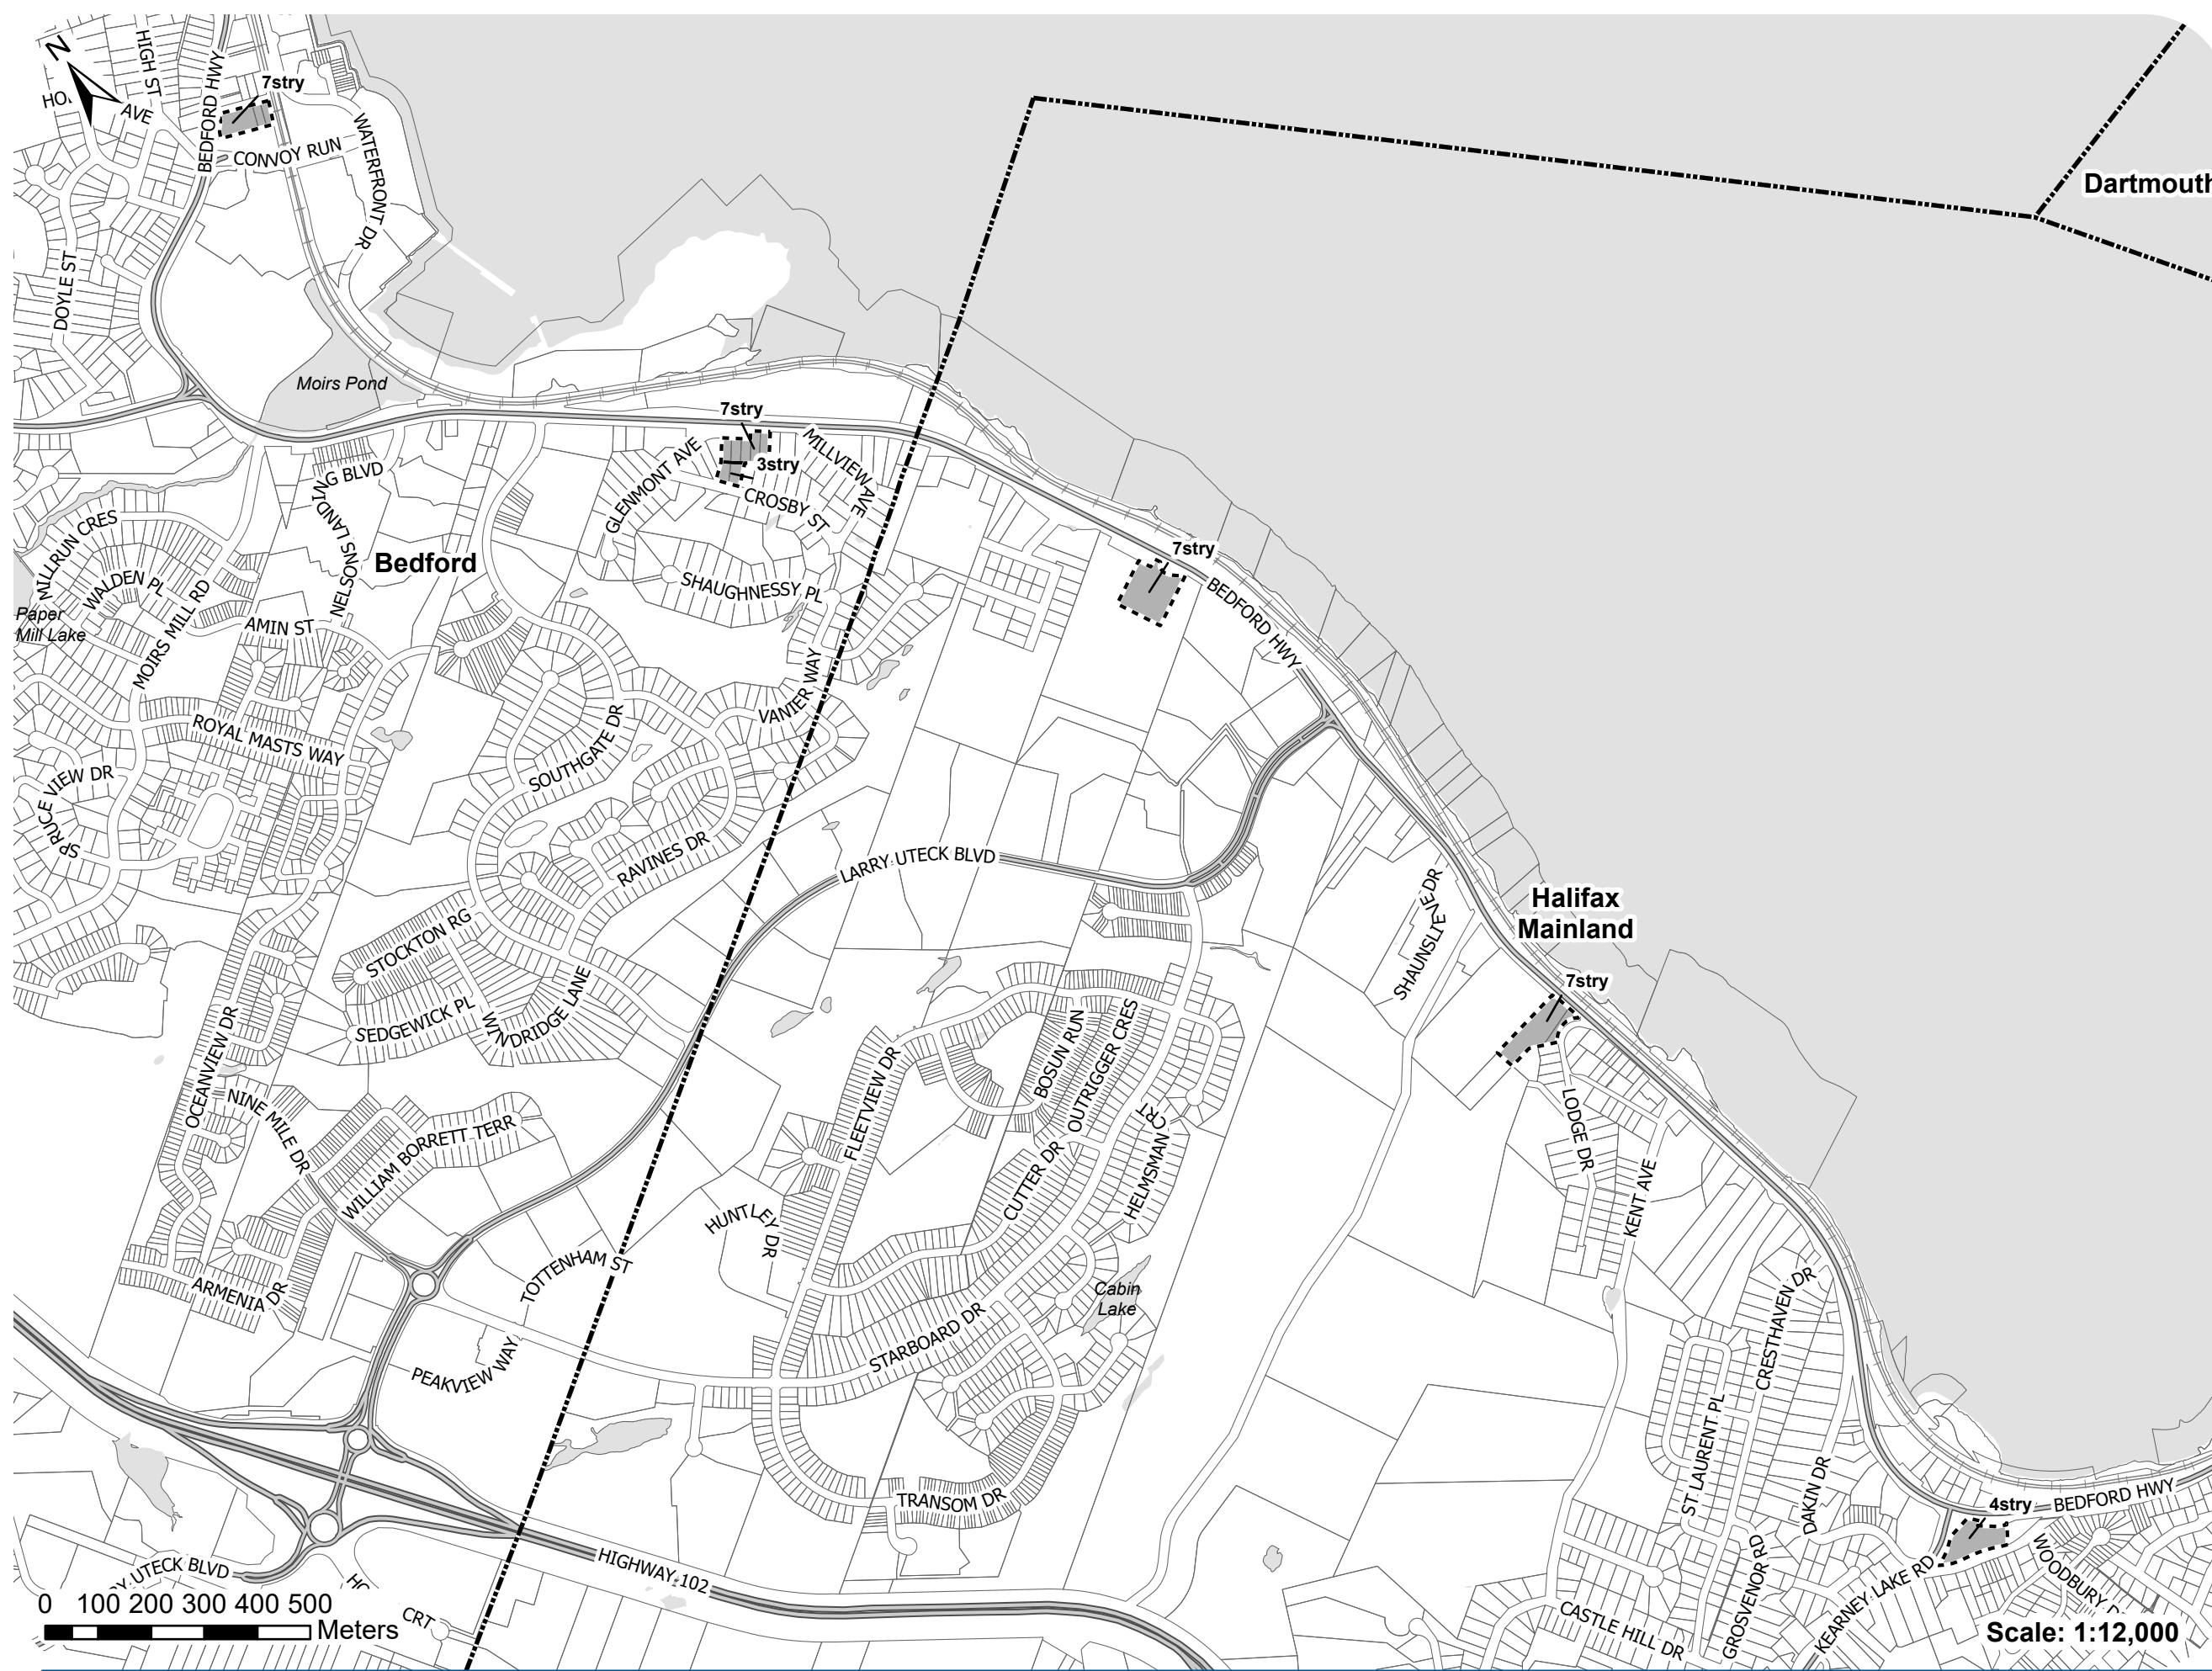 N
HIGH ST
BEDFORD HWY
7stry
AVE
CONVOY RUN
WATERFRONT DR
Dartmouth
DOYLE ST
Moirs Pond
7stry
3stry
MILLVIEW AVE
GLENMONT AVE
CROSBY ST
G BLVD
NELSONS LANDIN
Bedford
7stry
MILLRUN CRES
WALDEN PL
SHAUGHNESSY PL
BEDFORD HWY
Paper
Mill Lake
AMIN ST
MOIRS MILL RD
VANIER WAY
ROYAL MASTS WAY
SOUTHGATE DR
SPRUCE VIEW DR
RAVINES DR
LARRY UTECK BLVD
SHAUNSLIEVE DR
Halifax
Mainland
STOCKTON RG
7stry
SEDGEWICK PL
WINDRIDGE LANE
OCEANVIEW DR
BOSUN RUN
OUTRIGGER CRES
FLEETVIEW DR
NINE MILE DR
WILLIAM BORRETT TERR
HELMSMAN CRT
LODGE DR
CUTTER DR
KENT AVE
HUNTLEY DR
TOTTENHAM ST
ARMENIA DR
Cabin
Lake
STARBOARD DR
CRESTHAVEN DR
PEAKVIEW WAY
ST LAURENT PL
TRANSOM DR
DAKIN DR
4stry
BEDFORD HWY
HIGHWAY 102
UTECK BLVD
GROSVENOR RD
KEARNEY LAKE RD
WOODBURY D
CASTLE HILL DR
CRT
0 100 200 300 400 500
Meters
Scale: 1:12,000